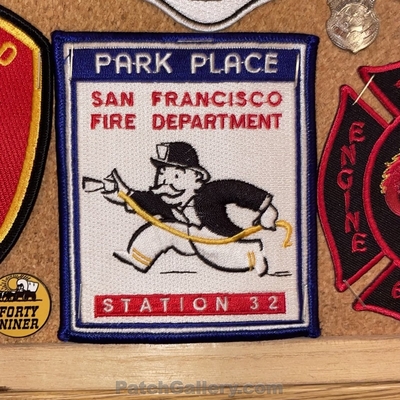 PARK PLACE
SAN FRANCISCO
FIRE DEPARTMENT
STATION 32
ENGINE
FORTY
NINER
PatchGallery.com